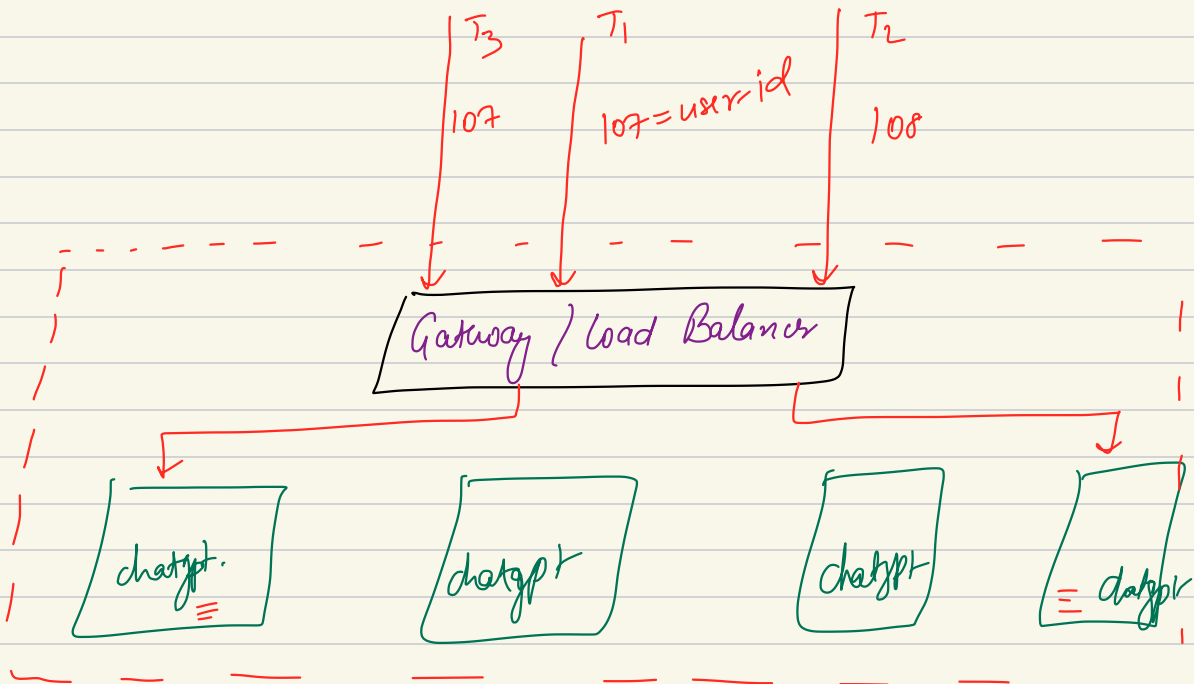 T3 T1 T2
107 107 = user-id 108
Gateway / Load Balancer
chatgpt. chatgpt chatgpt chatgpt